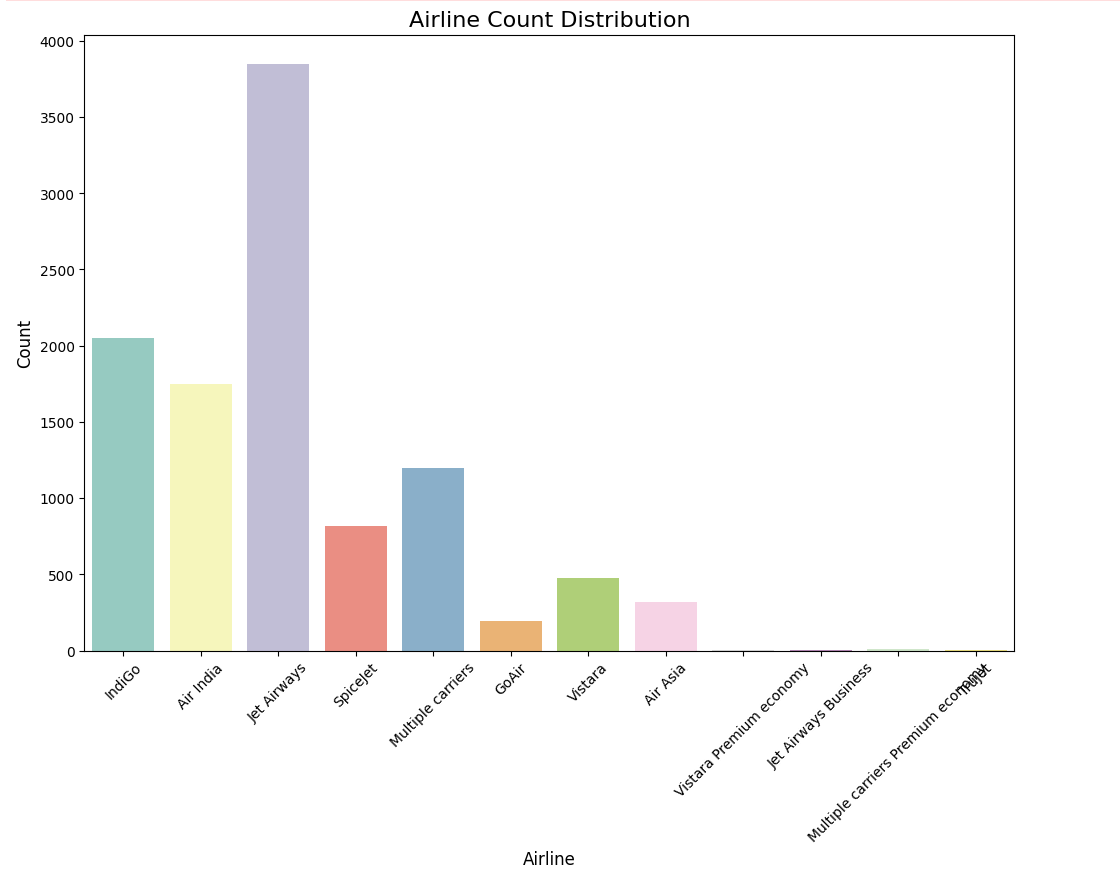 Airline Count Distribution
4000
3500
3000
2500
2000
1500
1000
500
0
Count
IndiGo
Air India
Jet Airways
SpiceJet
Multiple carriers
GoAir
Vistara
Air Asia
Vistara Premium economy
Jet Airways Business
Multiple carriers Premium economy
Trujet
Airline